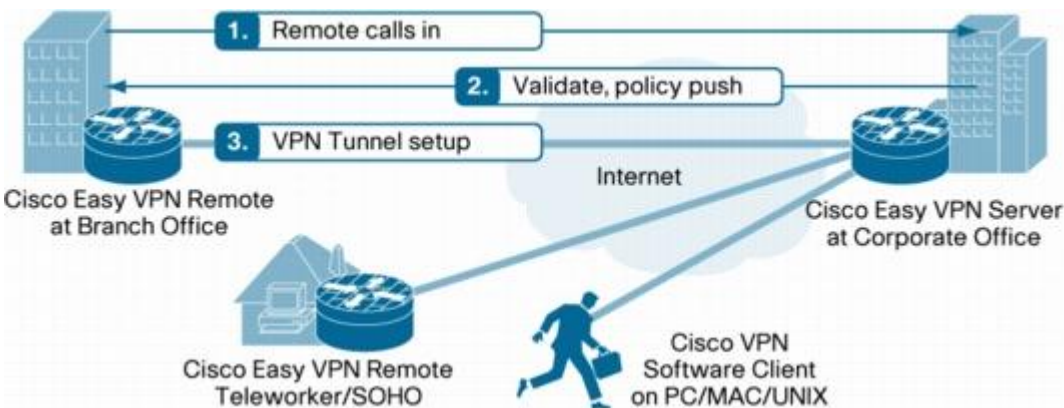 1. Remote calls in
2. Validate, policy push
3. VPN Tunnel setup
Internet
Cisco Easy VPN Remote
at Branch Office
Cisco Easy VPN Server
at Corporate Office
Cisco Easy VPN Remote
Teleworker/SOHO
Cisco VPN
Software Client
on PC/MAC/UNIX